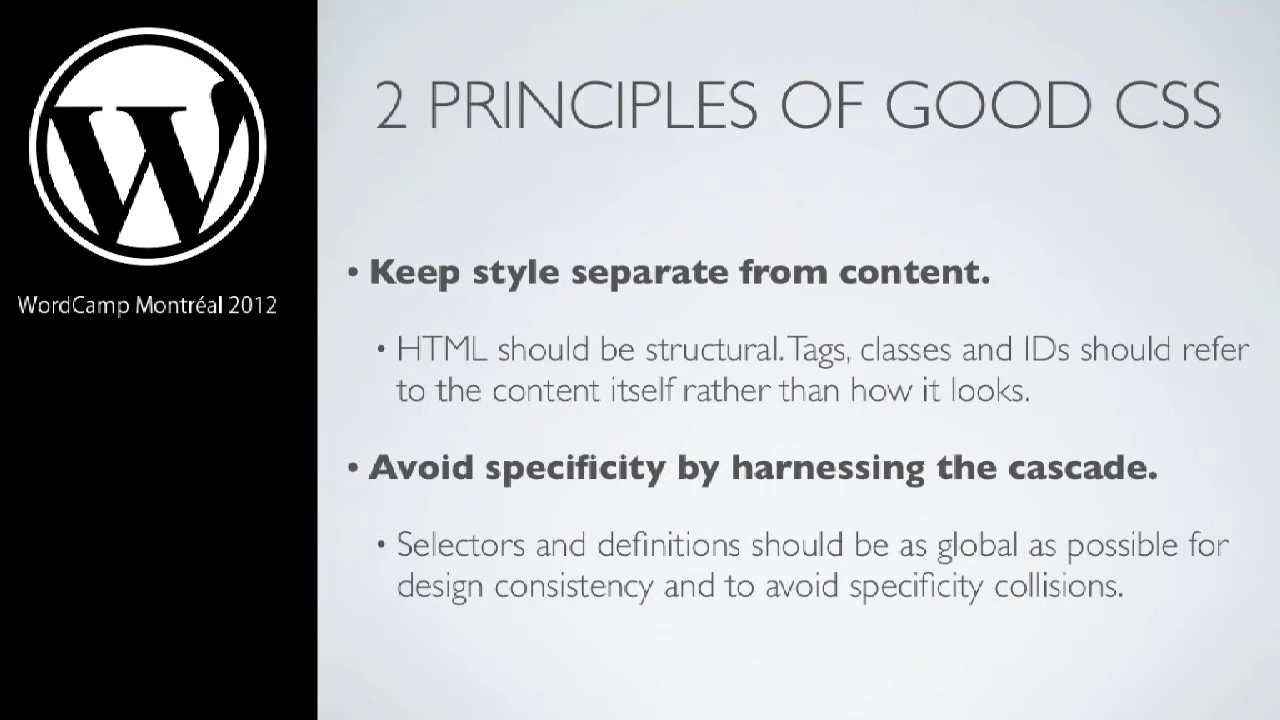 WordCamp Montréal 2012
2 PRINCIPLES OF GOOD CSS
• Keep style separate from content.
• HTML should be structural. Tags, classes and IDs should refer
to the content itself rather than how it looks.
• Avoid specificity by harnessing the cascade.
• Selectors and definitions should be as global as possible for
design consistency and to avoid specificity collisions.